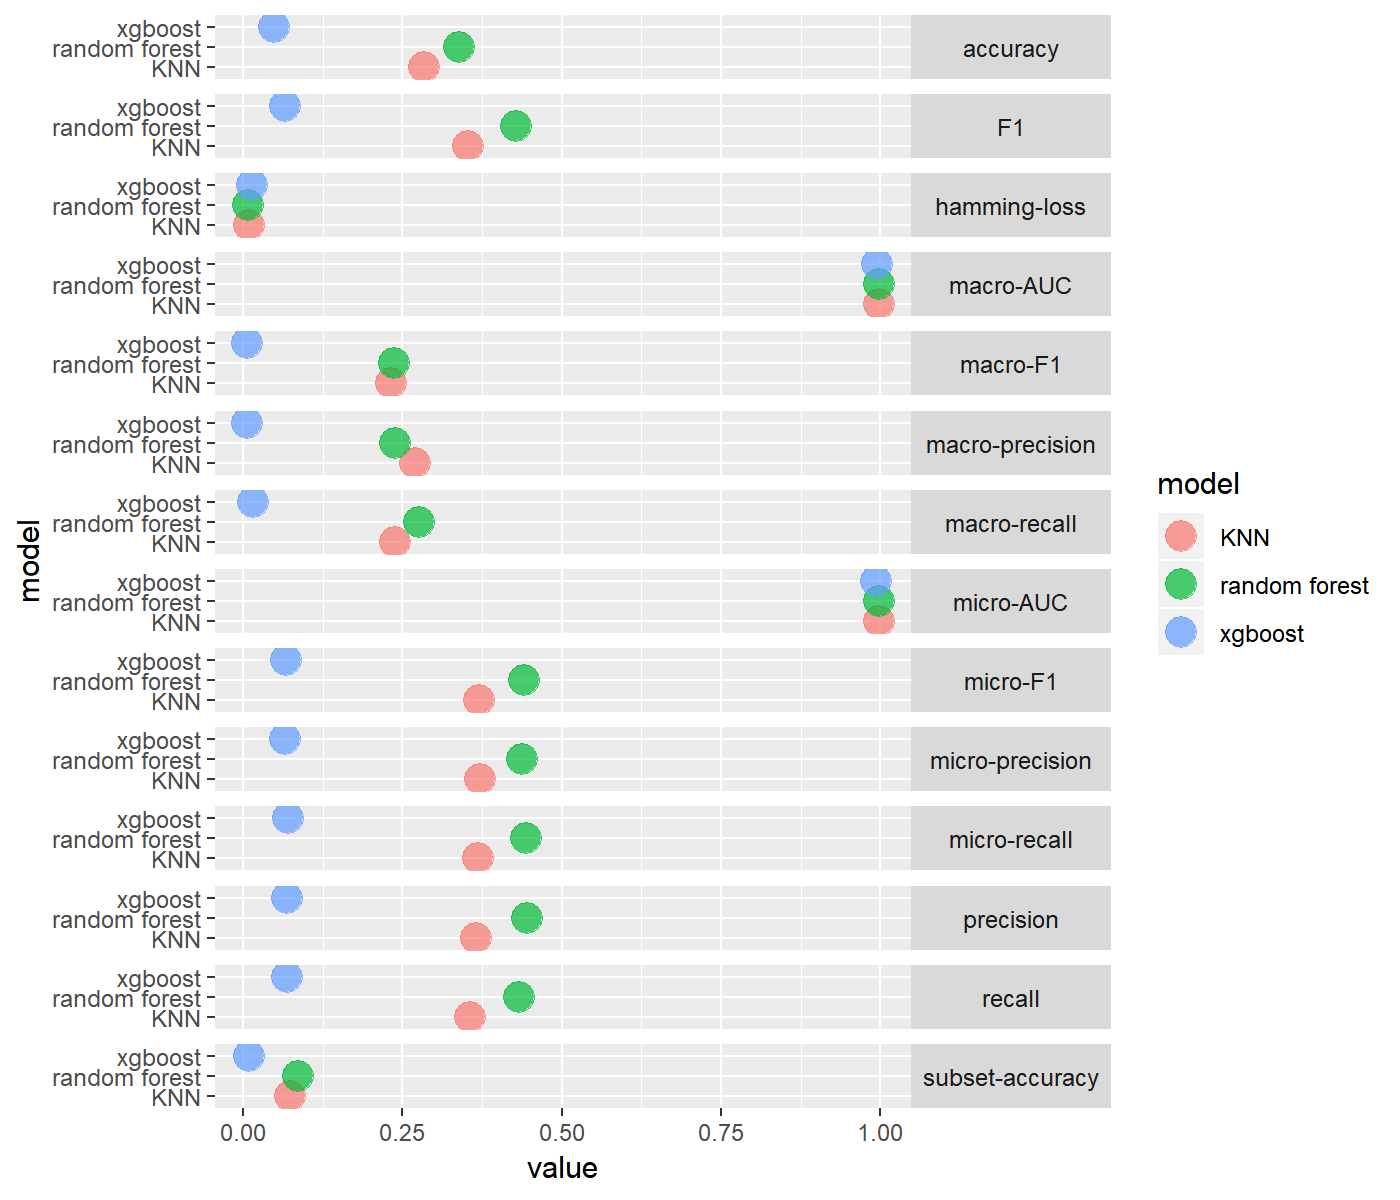 xgboost
random forest
KNN
accuracy
xgboost
random forest
KNN
F1
xgboost
random forest
KNN
hamming-loss
xgboost
random forest
KNN
macro-AUC
xgboost
random forest
KNN
macro-F1
xgboost
random forest
KNN
macro-precision
xgboost
random forest
KNN
macro-recall
xgboost
random forest
KNN
micro-AUC
xgboost
random forest
KNN
micro-F1
xgboost
random forest
KNN
micro-precision
xgboost
random forest
KNN
micro-recall
xgboost
random forest
KNN
precision
xgboost
random forest
KNN
recall
xgboost
random forest
KNN
subset-accuracy
0.00 0.25 0.50 0.75 1.00
value
model
model
KNN
random forest
xgboost